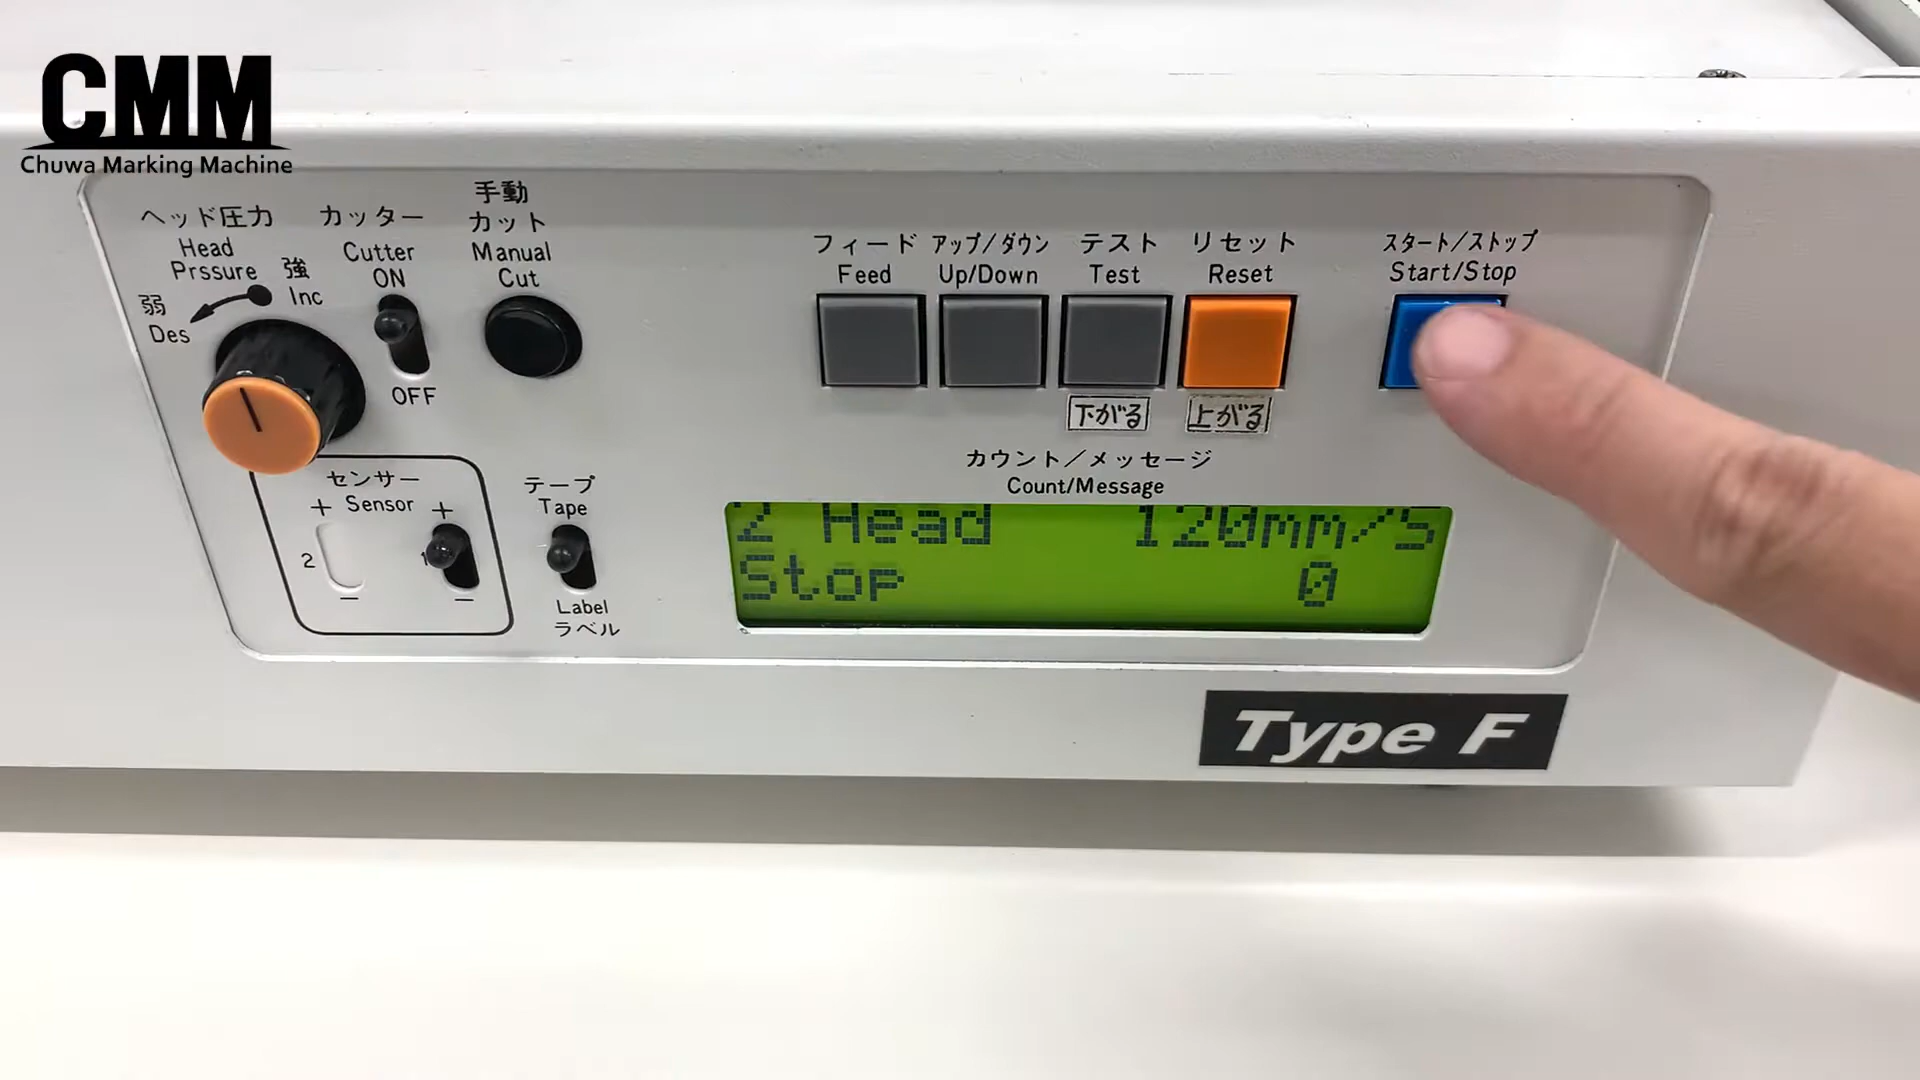 CMM
Chuwa Marking Machine
ヘッド圧力
Head
Prssure
強
Inc
弱
Des
カッター
Cutter
ON
OFF
手動
カット
Manual
Cut
フィード
Feed
アップ/ダウン
Up/Down
テスト
Test
リセット
Reset
スタート/ストップ
Start/Stop
下がる
上がる
センサー
+ Sensor +
2 1
− −
テープ
Tape
Label
ラベル
カウント/メッセージ
Count/Message
2 Head 120mm/S
Stop 0
Type F